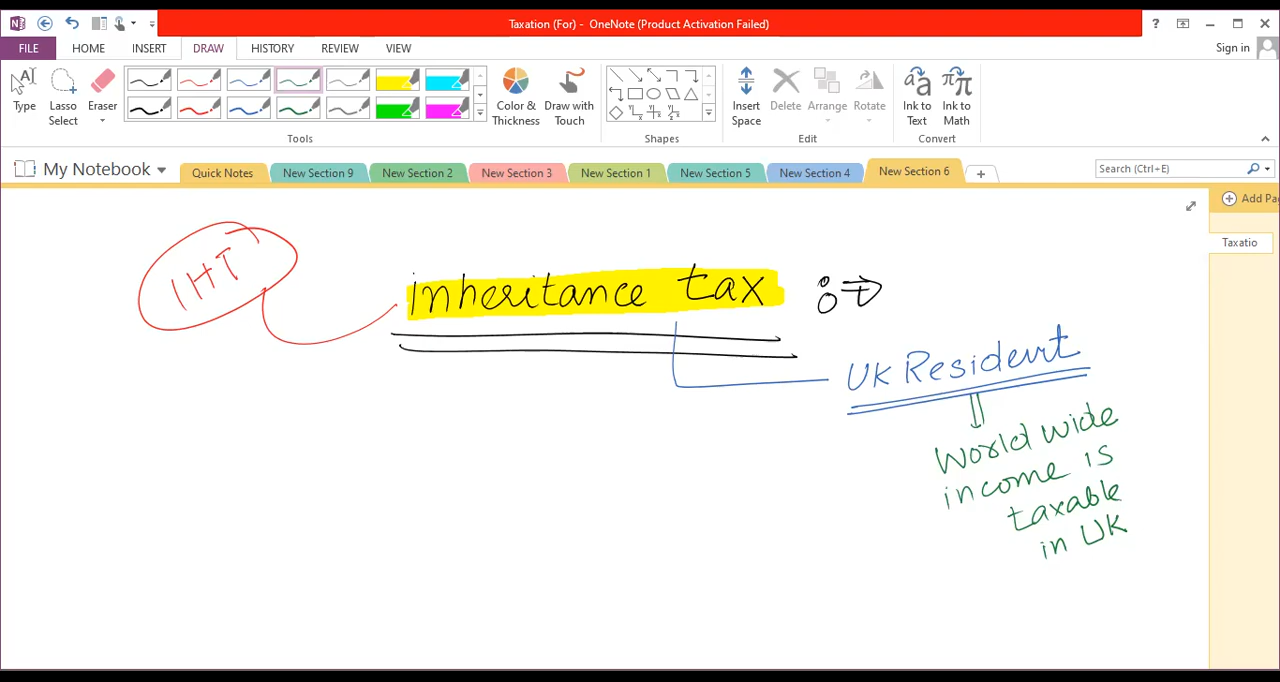 Taxation (For) - OneNote (Product Activation Failed)
?
FILE HOME INSERT DRAW HISTORY REVIEW VIEW
Sign in
Type
Lasso Select
Eraser
Color & Thickness
Draw with Touch
Insert Space
Delete
Arrange
Rotate
Ink to Text
Ink to Math
Tools
Shapes
Edit
Convert
My Notebook
Quick Notes
New Section 9
New Section 2
New Section 3
New Section 1
New Section 5
New Section 4
New Section 6
Search (Ctrl+E)
Add Pa
Taxatio
IHT
inheritance tax
UK Resident
World wide
income is
taxable
in UK